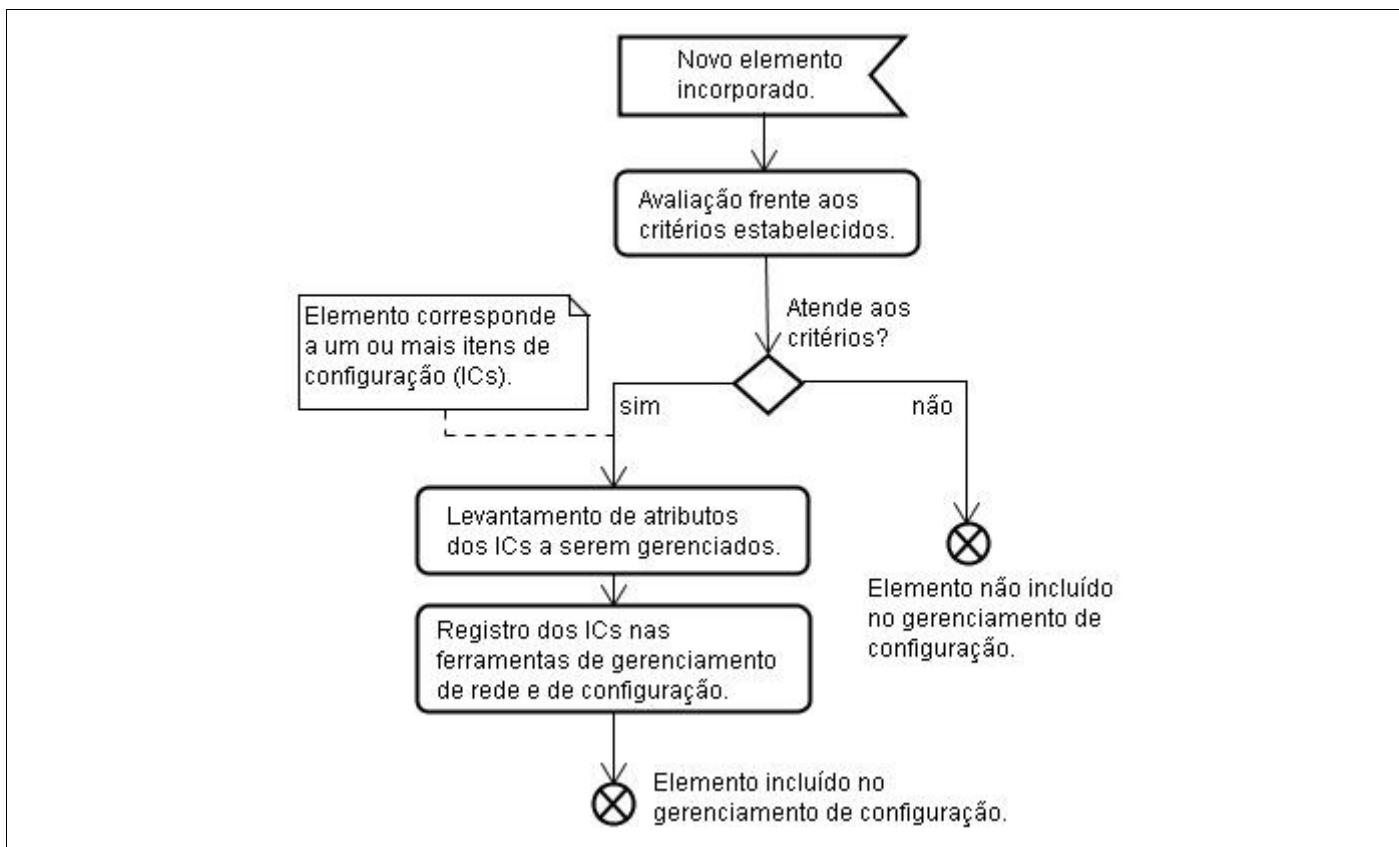 Novo elemento
incorporado.
Avaliação frente aos
critérios estabelecidos.
Atende aos
critérios?
Elemento corresponde
a um ou mais itens de
configuração (ICs).
sim
não
Levantamento de atributos
dos ICs a serem gerenciados.
Elemento não incluído
no gerenciamento de
configuração.
Registro dos ICs nas
ferramentas de gerenciamento
de rede e de configuração.
Elemento incluído no
gerenciamento de configuração.